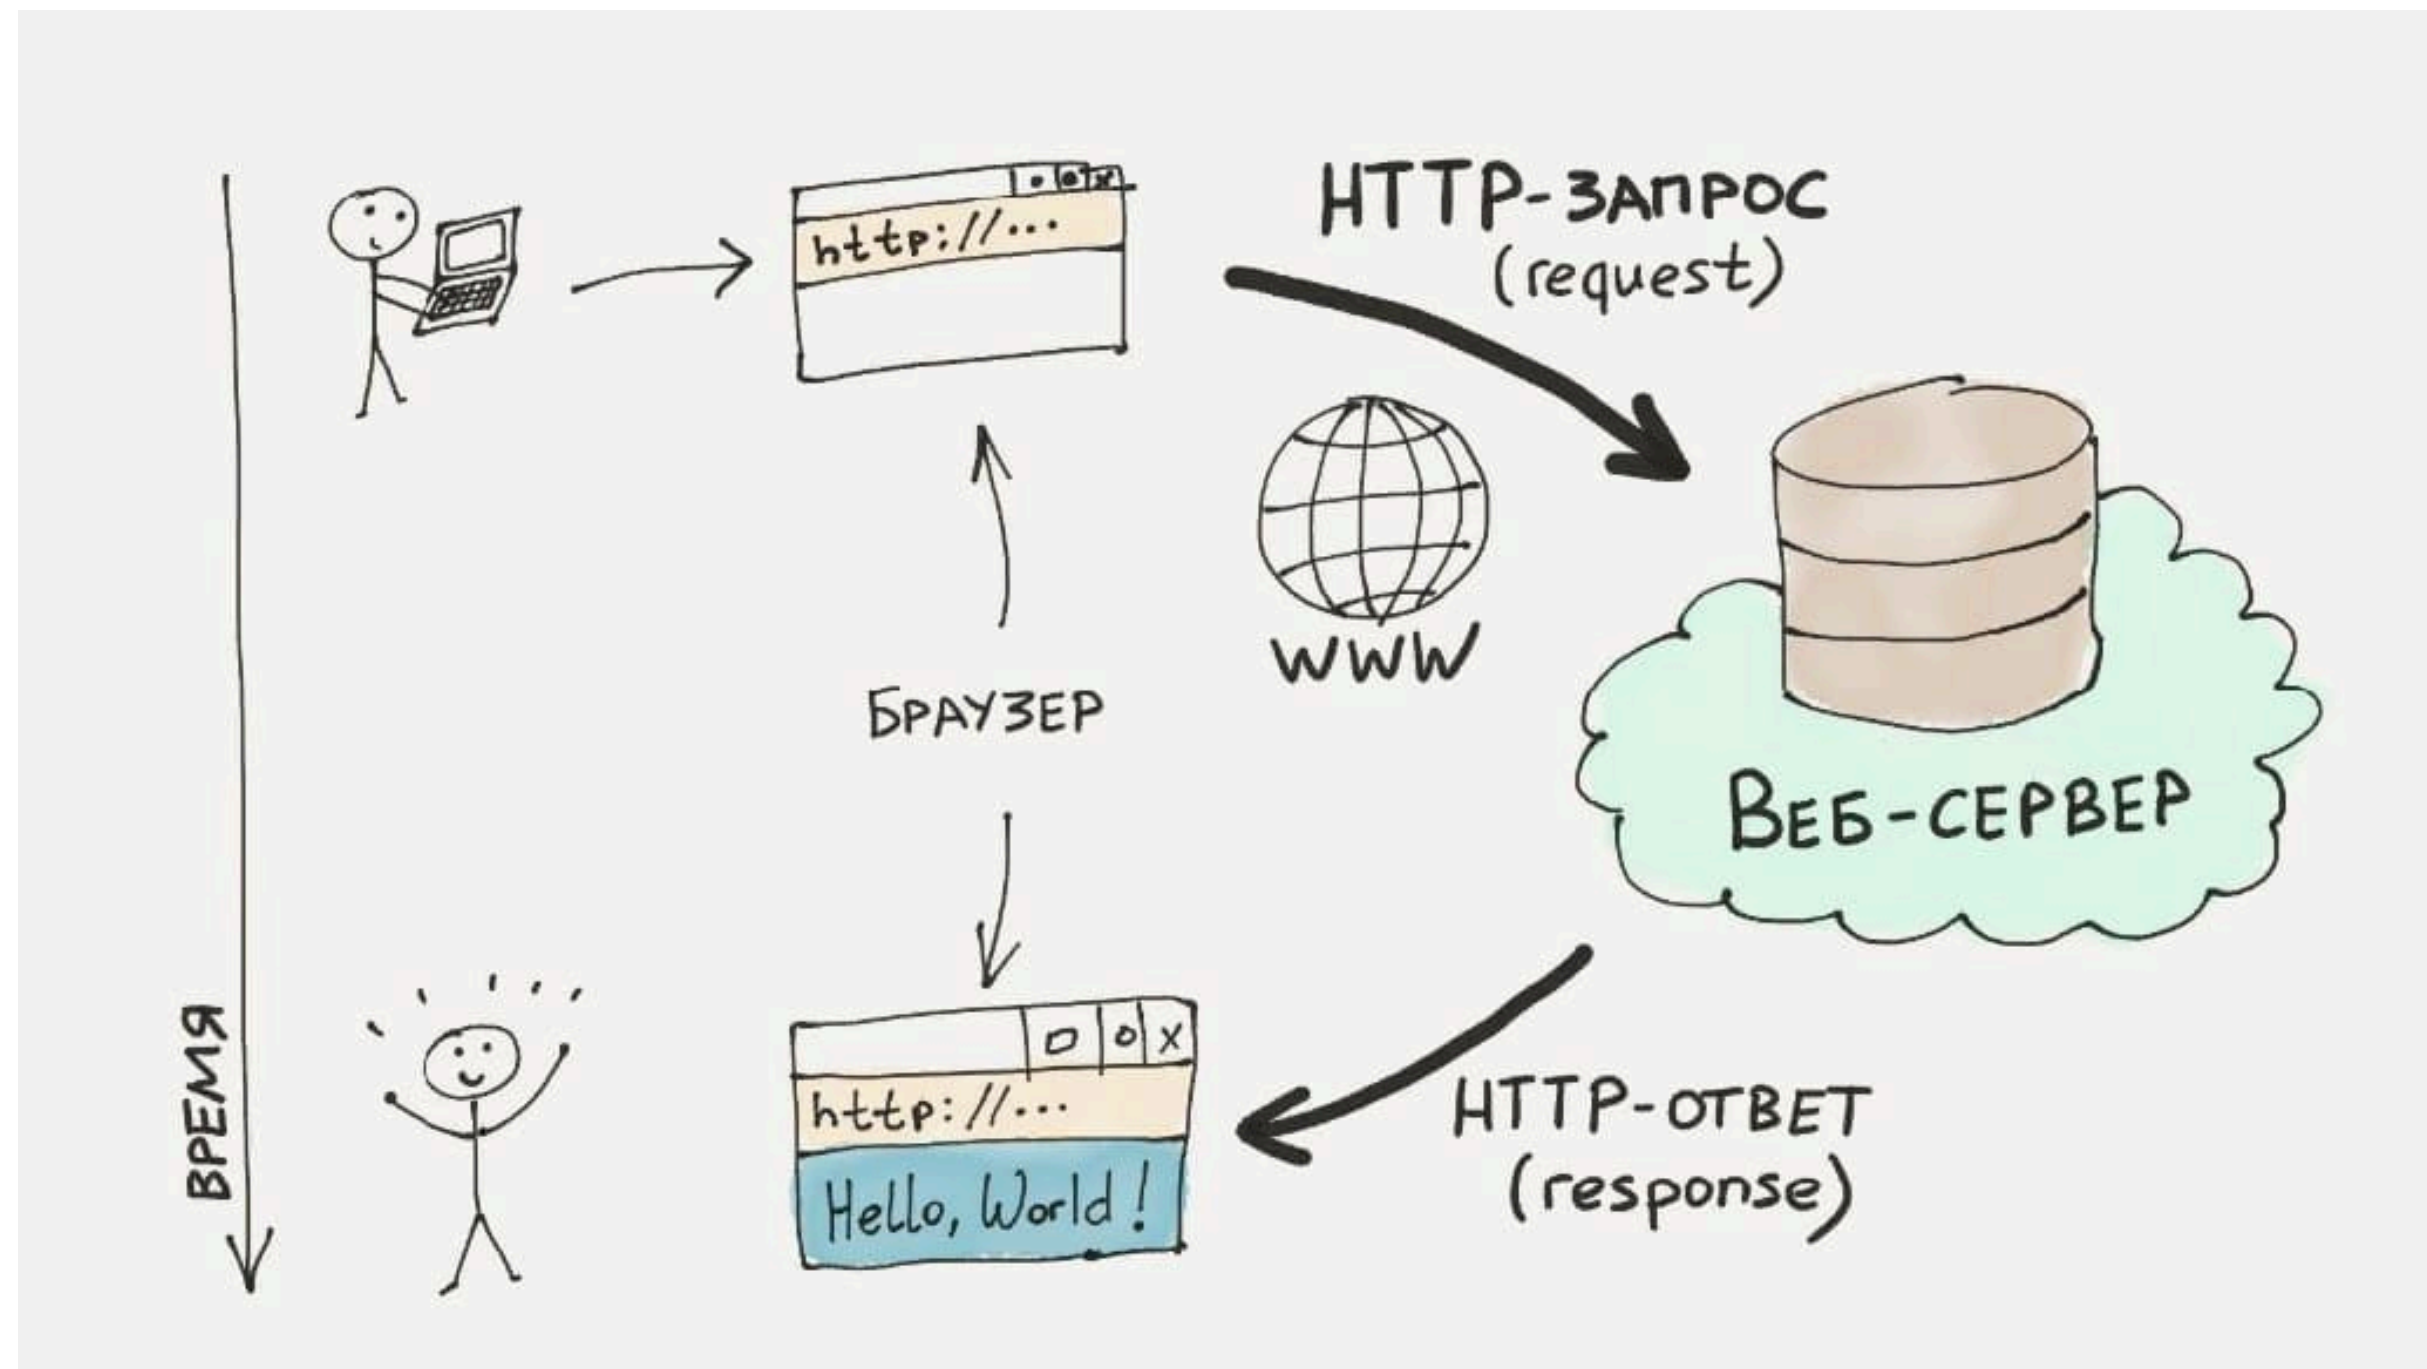 http://...
HTTP-ЗАПРОС
(request)
WWW
БРАУЗЕР
ВЕБ-СЕРВЕР
ВРЕМЯ
http://...
Hello, World!
HTTP-ОТВЕТ
(response)